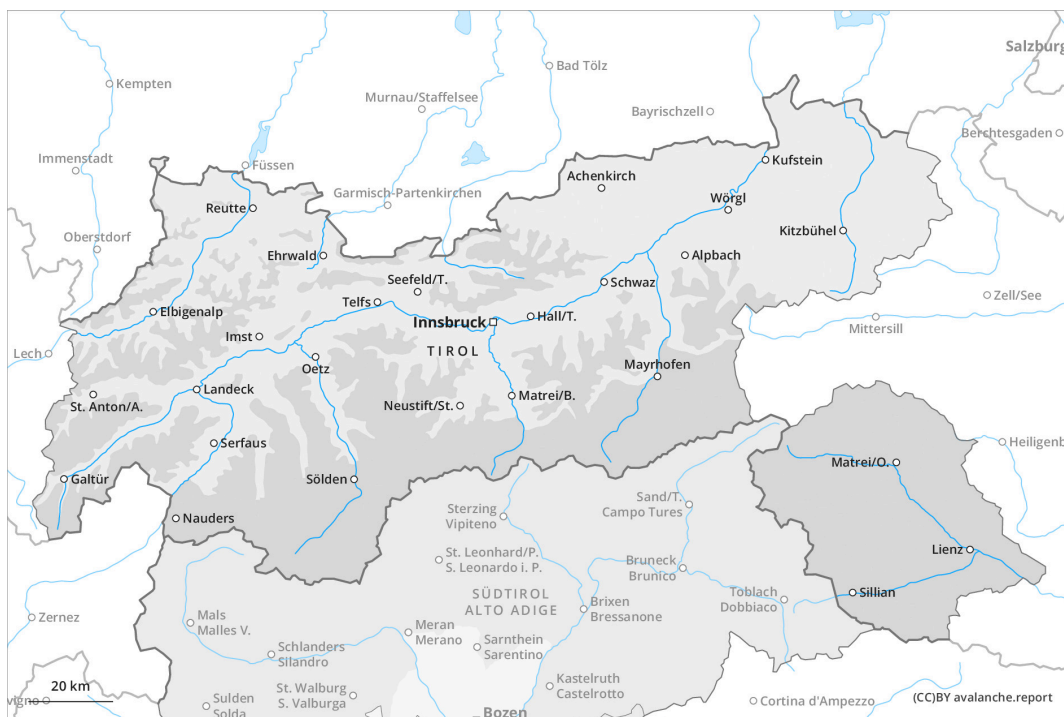 Salzburg
Kempten
Bad Tölz
Murnau/Staffelsee
Bayrischzell
Berchtesgaden
Immenstadt
Füssen
Kufstein
Achenkirch
Garmisch-Partenkirchen
Reutte
Wörgl
Oberstdorf
Kitzbühel
Ehrwald
Alpbach
Seefeld/T.
Schwaz
Zell/See
Telfs
Elbigenalp
Hall/T.
Innsbruck
Mittersill
Imst
TIROL
Lech
Oetz
Mayrhofen
Landeck
St. Anton/A.
Neustift/St.
Matrei/B.
Serfaus
Heiligenb
Matrei/O.
Galtür
Sölden
Sand/T.
Campo Tures
Sterzing
Vipiteno
Nauders
Lienz
St. Leonhard/P.
S. Leonardo i. P.
Bruneck
Brunico
SÜDTIROL
ALTO ADIGE
Sillian
Toblach
Dobbiaco
Brixen
Bressanone
Zernez
Mals
Malles V.
Meran
Merano
Sarnthein
Sarentino
Schlanders
Silandro
Kastelruth
Castelrotto
20 km
St. Walburg
S. Valburga
Sulden
Solda
vigno
Cortina d'Ampezzo
(CC)BY avalanche.report
Bozen